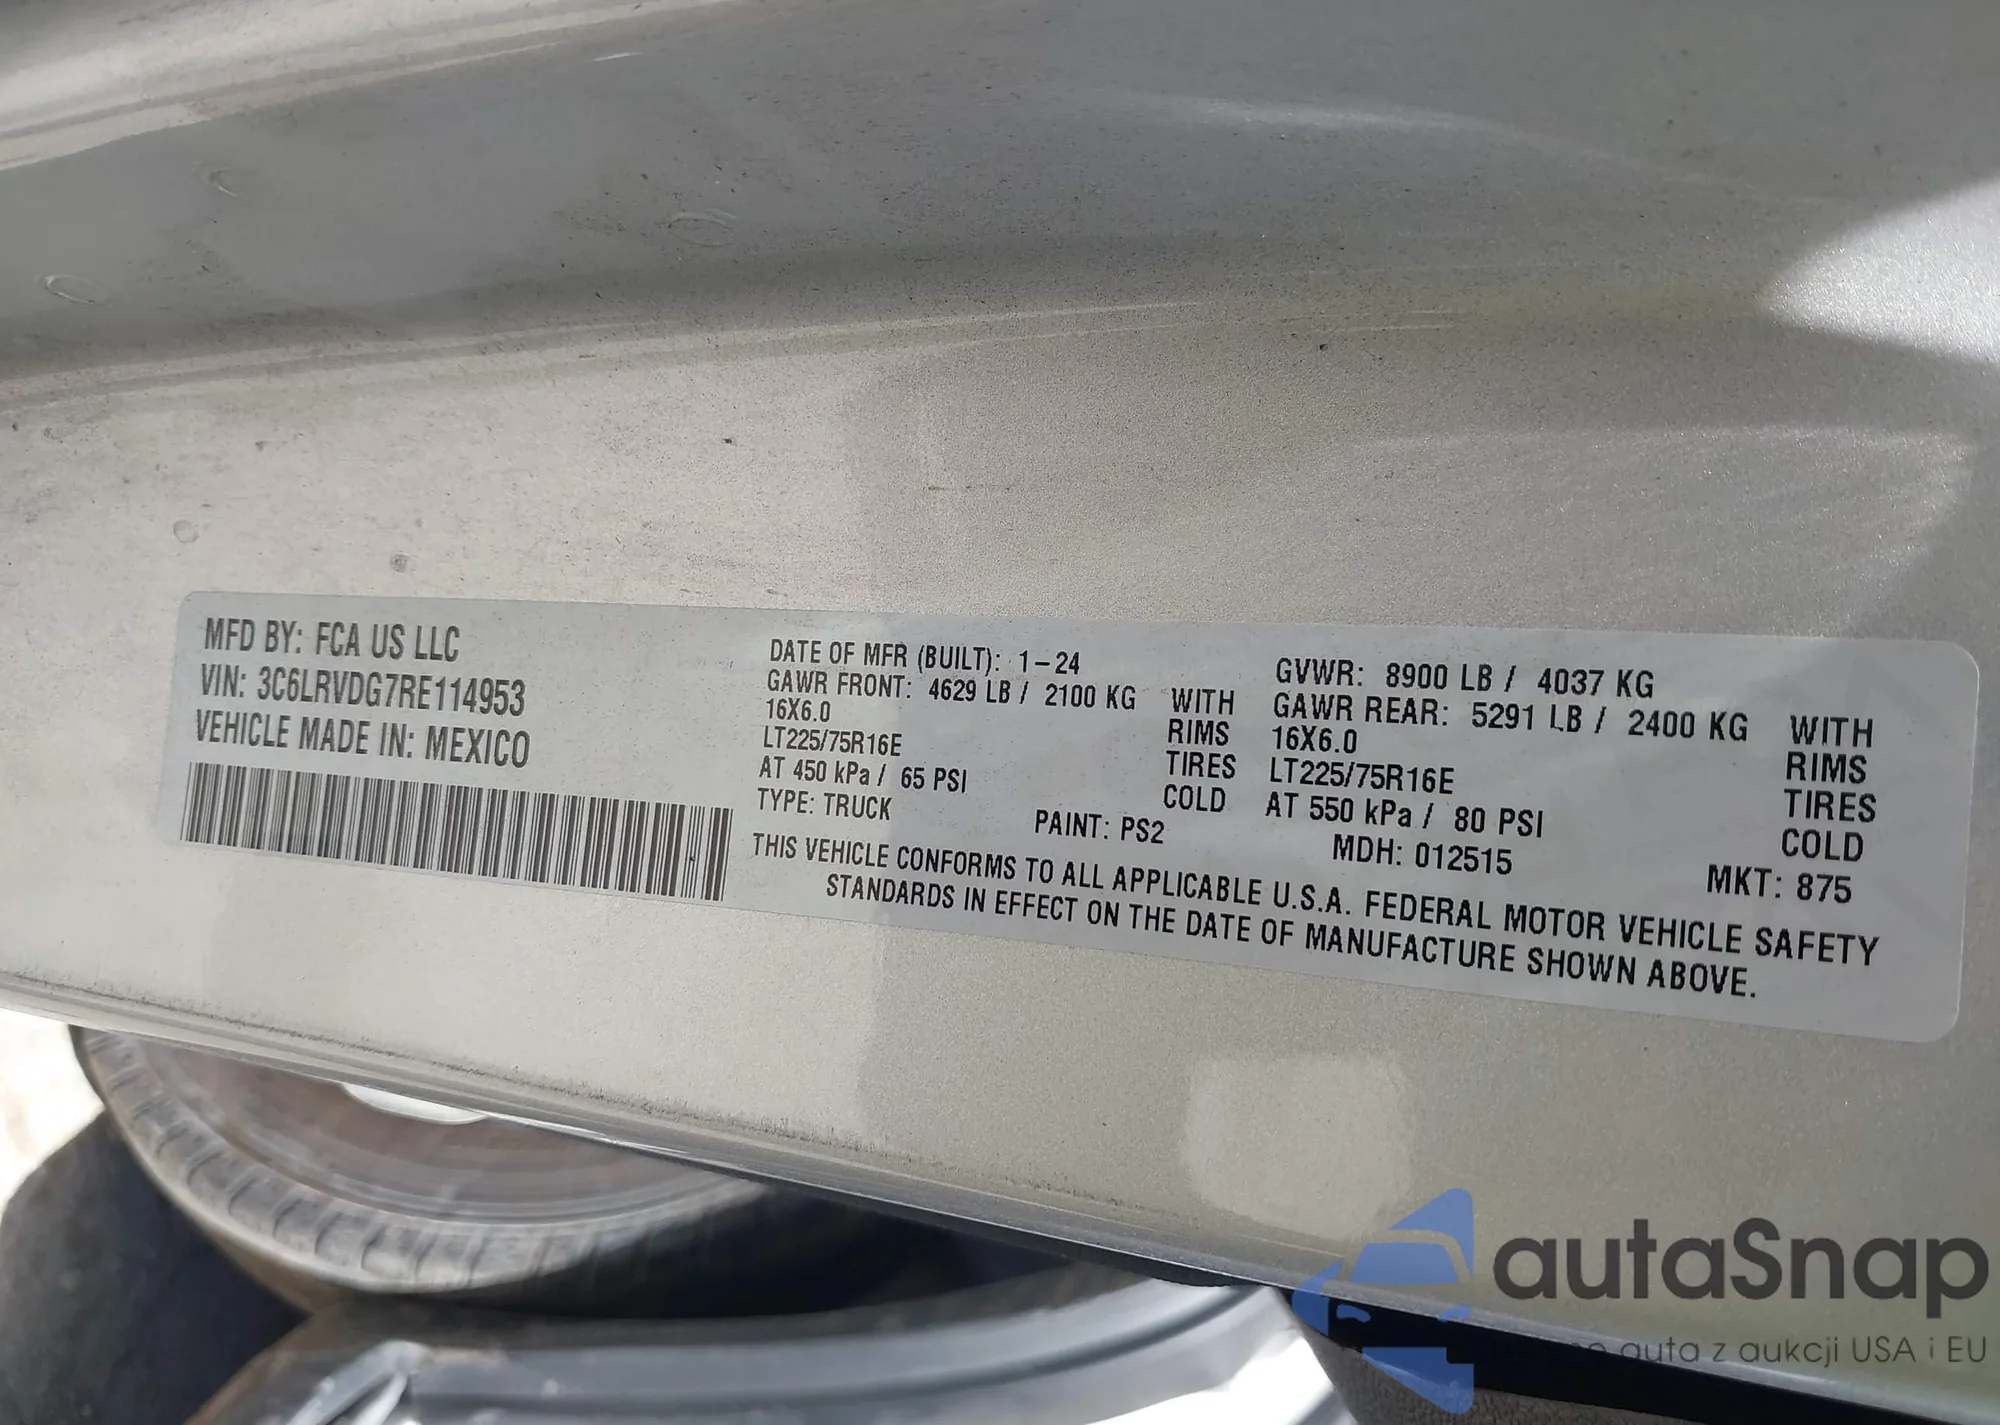 MFD BY: FCA US LLC
VIN: 3C6LRVDG7RE114953
VEHICLE MADE IN: MEXICO
DATE OF MFR (BUILT): 1-24
GAWR FRONT: 4629 LB / 2100 KG WITH
16X6.0 RIMS
LT225/75R16E TIRES
AT 450 kPa / 65 PSI COLD
TYPE: TRUCK
GVWR: 8900 LB / 4037 KG
GAWR REAR: 5291 LB / 2400 KG WITH
16X6.0 RIMS
LT225/75R16E TIRES
AT 550 kPa / 80 PSI COLD
PAINT: PS2 MDH: 012515 MKT: 875
THIS VEHICLE CONFORMS TO ALL APPLICABLE U.S.A. FEDERAL MOTOR VEHICLE SAFETY
STANDARDS IN EFFECT ON THE DATE OF MANUFACTURE SHOWN ABOVE.
autaSnap
auta z aukcji USA i EU